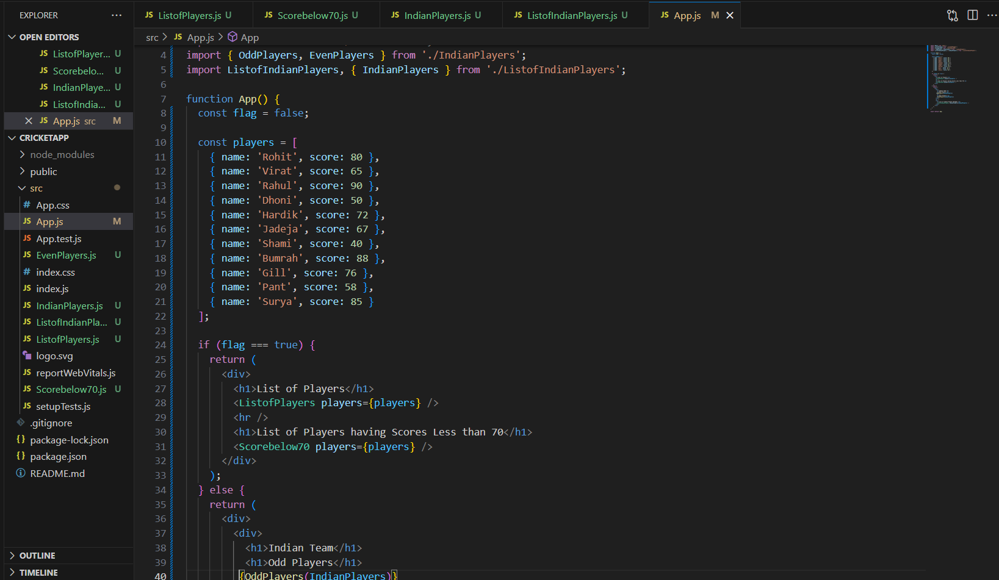 EXPLORER
OPEN EDITORS
JS ListofPlayer... U
JS Scorebelo... U
JS IndianPlaye... U
JS ListofIndia... U
JS App.js src M
CRICKETAPP
node_modules
public
src
# App.css
JS App.js M
JS App.test.js
JS EvenPlayers.js U
# index.css
JS index.js
JS IndianPlayers.js U
JS ListofIndianPla... U
JS ListofPlayers.js U
logo.svg
JS reportWebVitals.js
JS Scorebelow70.js U
JS setupTests.js
.gitignore
{} package-lock.json
{} package.json
README.md
OUTLINE
TIMELINE
JS ListofPlayers.js U JS Scorebelow70.js U JS IndianPlayers.js U JS ListofIndianPlayers.js U JS App.js M
src > JS App.js > App
4 import { OddPlayers, EvenPlayers } from './IndianPlayers';
5 import ListofIndianPlayers, { IndianPlayers } from './ListofIndianPlayers';
6
7 function App() {
8 const flag = false;
9
10 const players = [
11 { name: 'Rohit', score: 80 },
12 { name: 'Virat', score: 65 },
13 { name: 'Rahul', score: 90 },
14 { name: 'Dhoni', score: 50 },
15 { name: 'Hardik', score: 72 },
16 { name: 'Jadeja', score: 67 },
17 { name: 'Shami', score: 40 },
18 { name: 'Bumrah', score: 88 },
19 { name: 'Gill', score: 76 },
20 { name: 'Pant', score: 58 },
21 { name: 'Surya', score: 85 }
22 ];
23
24 if (flag === true) {
25 return (
26 <div>
27 <h1>List of Players</h1>
28 <ListofPlayers players={players} />
29 <hr />
30 <h1>List of Players having Scores Less than 70</h1>
31 <Scorebelow70 players={players} />
32 </div>
33 );
34 } else {
35 return (
36 <div>
37 <div>
38 <h1>Indian Team</h1>
39 <h1>Odd Players</h1>
40 {OddPlayers(IndianPlayers)}